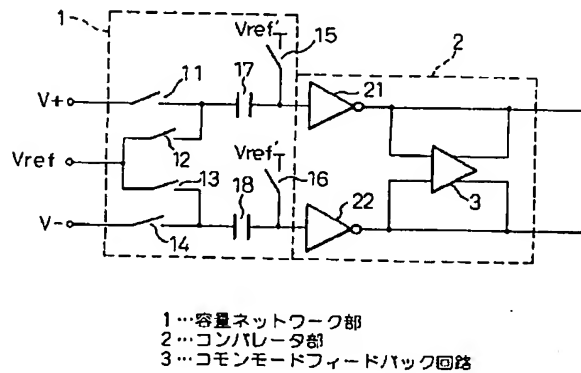 1
11
Vref'
15
2
17
21
V+
Vref
12
Vref'
13
16
3
18
22
V-
14
1…容量ネットワーク部
2…コンパレータ部
3…コモンモードフィードバック回路